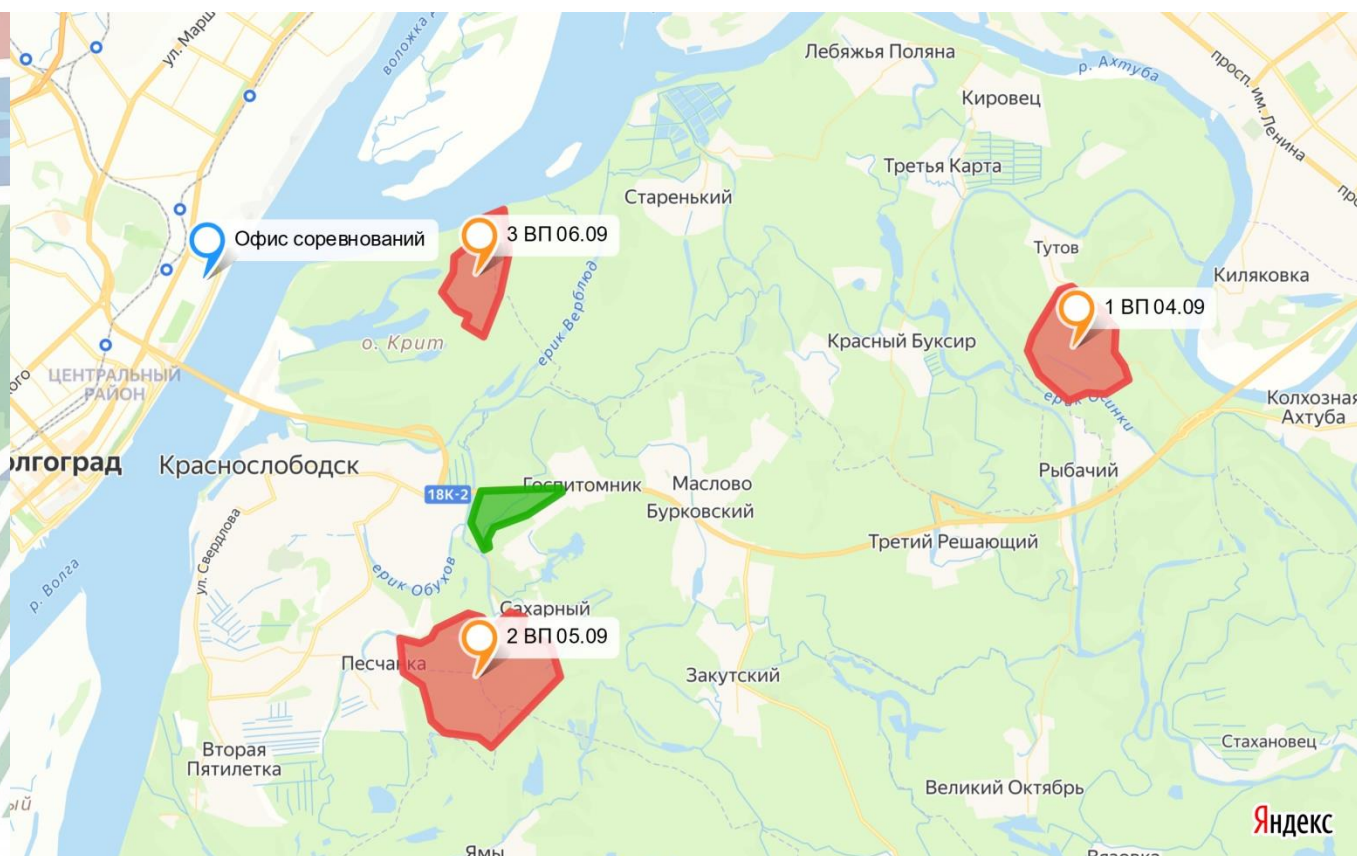 ул. Марш
воложка
Лебяжья Поляна
р. Ахтуба
просп. им. Ленина
Кировец
Третья Карта
Старенький
Офис соревнований
3 ВП 06.09
Тутов
Киляковка
1 ВП 04.09
ерик Верблюд
о. Крит
Красный Буксир
ЦЕНТРАЛЬНЫЙ
РАЙОН
ерик Осинки
Колхозная
Ахтуба
олгоград
Краснослободск
18К-2
Госпитомник
Маслово
Бурковский
Рыбачий
Третий Решающий
ул. Свердлова
р. Волга
ерик Обухов
Сахарный
2 ВП 05.09
Песчанка
Закутский
Вторая
Пятилетка
Стахановец
Великий Октябрь
Яндекс
Ямы